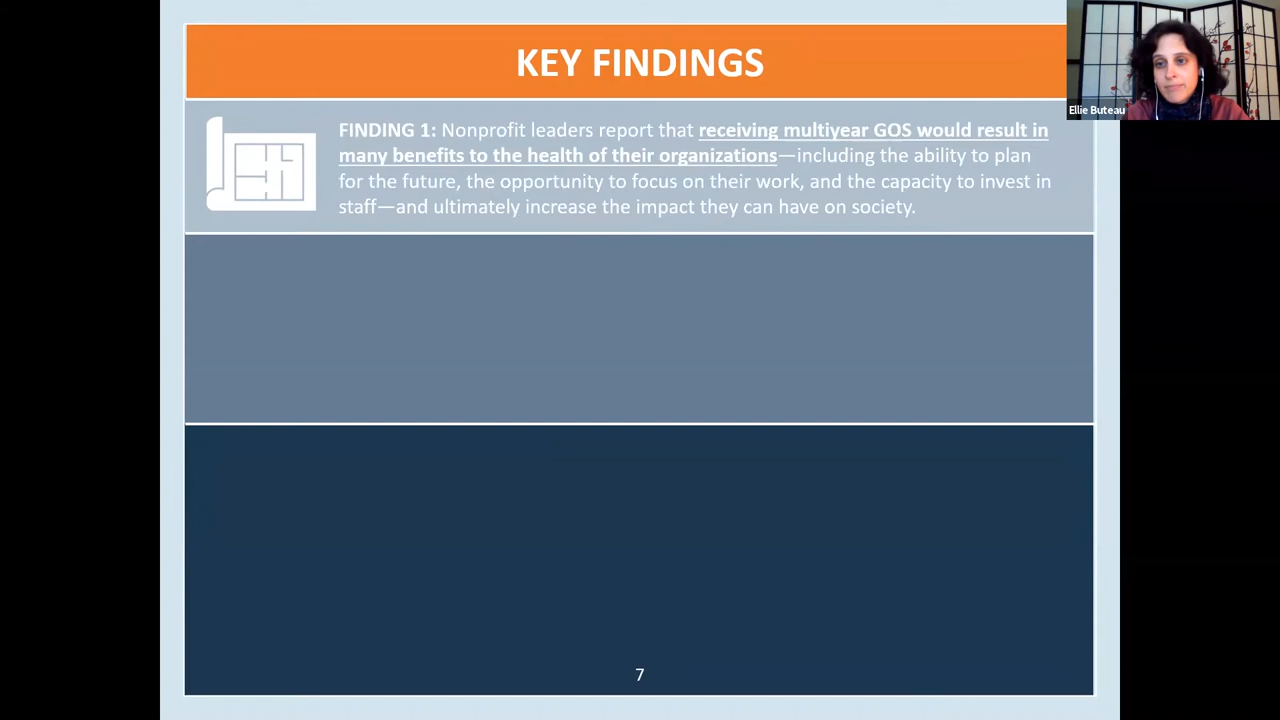 KEY FINDINGS
Ellie Buteau
FINDING 1: Nonprofit leaders report that receiving multiyear GOS would result in
many benefits to the health of their organizations—including the ability to plan
for the future, the opportunity to focus on their work, and the capacity to invest in
staff—and ultimately increase the impact they can have on society.
7